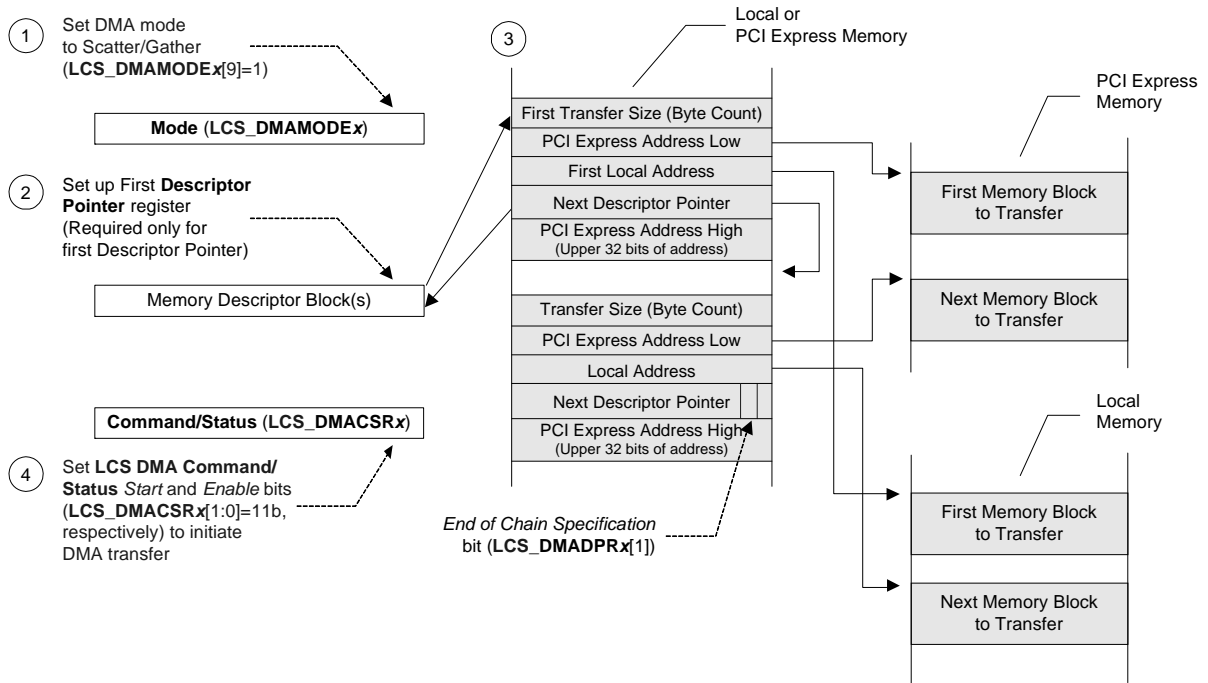 1
Set DMA mode
to Scatter/Gather
(LCS_DMAMODEx[9]=1)
Mode (LCS_DMAMODEx)
2
Set up First Descriptor
Pointer register
(Required only for
first Descriptor Pointer)
Memory Descriptor Block(s)
Command/Status (LCS_DMACSRx)
4
Set LCS DMA Command/
Status Start and Enable bits
(LCS_DMACSRx[1:0]=11b,
respectively) to initiate
DMA transfer
3
Local or
PCI Express Memory
First Transfer Size (Byte Count)
PCI Express Address Low
First Local Address
Next Descriptor Pointer
PCI Express Address High
(Upper 32 bits of address)
Transfer Size (Byte Count)
PCI Express Address Low
Local Address
Next Descriptor Pointer
PCI Express Address High
(Upper 32 bits of address)
End of Chain Specification
bit (LCS_DMADPRx[1])
PCI Express
Memory
First Memory Block
to Transfer
Next Memory Block
to Transfer
Local
Memory
First Memory Block
to Transfer
Next Memory Block
to Transfer